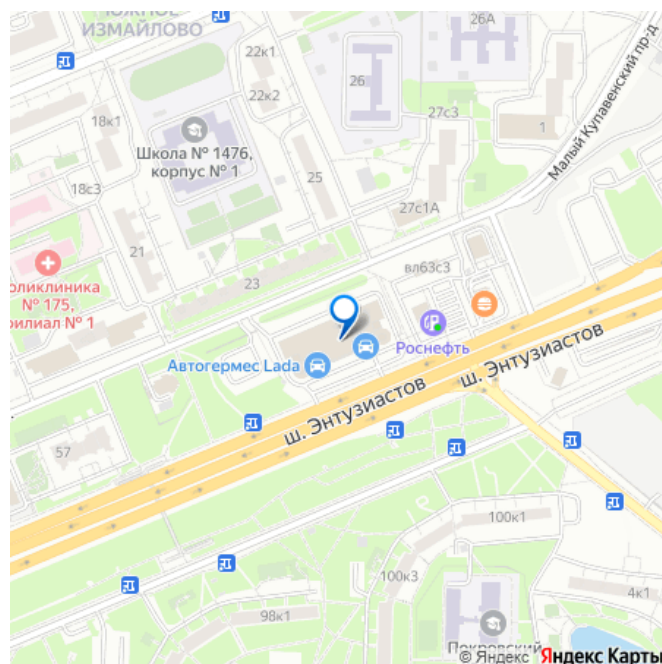 ЮЖНОЕ
ИЗМАЙЛОВО
26А
22к1
26
22к2
27с3
18к1
1
Малый Купавенский пр-д
Школа № 1476,
корпус № 1
25
18с3
27с1А
21
вл63с3
23
оликлиника
№ 175,
филиал № 1
Роснефть
Автогермес Lada
ш. Энтузиастов
ш. Энтузиастов
57
100к1
100к3
4к1
98к1
Покровский
© Яндекс Яндекс Карты